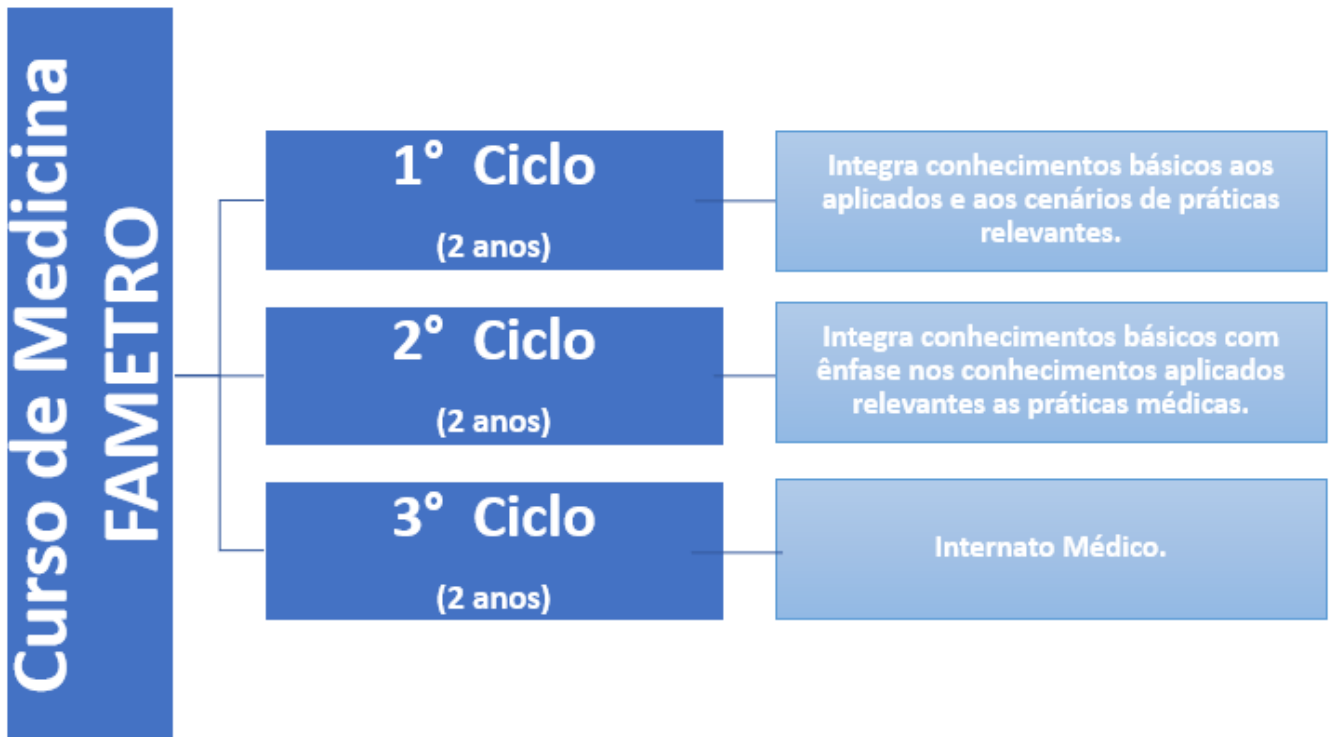 Curso de Medicina
FAMETRO
1° Ciclo
(2 anos)
Integra conhecimentos básicos aos
aplicados e aos cenários de práticas
relevantes.
2° Ciclo
(2 anos)
Integra conhecimentos básicos com
ênfase nos conhecimentos aplicados
relevantes as práticas médicas.
3° Ciclo
(2 anos)
Internato Médico.